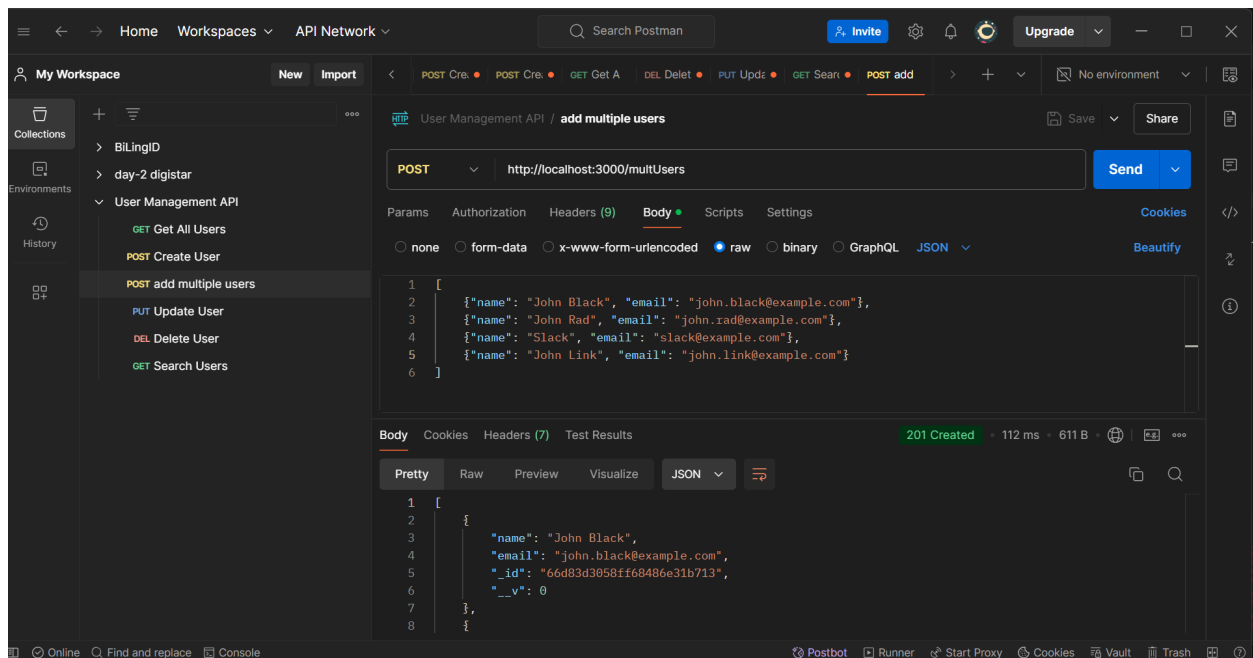 Home Workspaces API Network Search Postman Invite Upgrade
My Workspace New Import POST Cre. POST Cre. GET Get A DEL Delet PUT Upda GET Searc POST add No environment
Collections
Environments
History
BiLingID
day-2 digistar
User Management API
GET Get All Users
POST Create User
POST add multiple users
PUT Update User
DEL Delete User
GET Search Users
HTTP User Management API / add multiple users Save Share
POST http://localhost:3000/multUsers Send
Params Authorization Headers (9) Body Scripts Settings Cookies
none form-data x-www-form-urlencoded raw binary GraphQL JSON Beautify
1 [
2 {"name": "John Black", "email": "john.black@example.com"},
3 {"name": "John Rad", "email": "john.rad@example.com"},
4 {"name": "Slack", "email": "slack@example.com"},
5 {"name": "John Link", "email": "john.link@example.com"}
6 ]
Body Cookies Headers (7) Test Results 201 Created 112 ms 611 B e.g.
Pretty Raw Preview Visualize JSON
1 [
2 {
3 "name": "John Black",
4 "email": "john.black@example.com",
5 "_id": "66d83d3058ff68486e31b713",
6 "__v": 0
7 },
8 {
Online Find and replace Console Postbot Runner Start Proxy Cookies Vault Trash